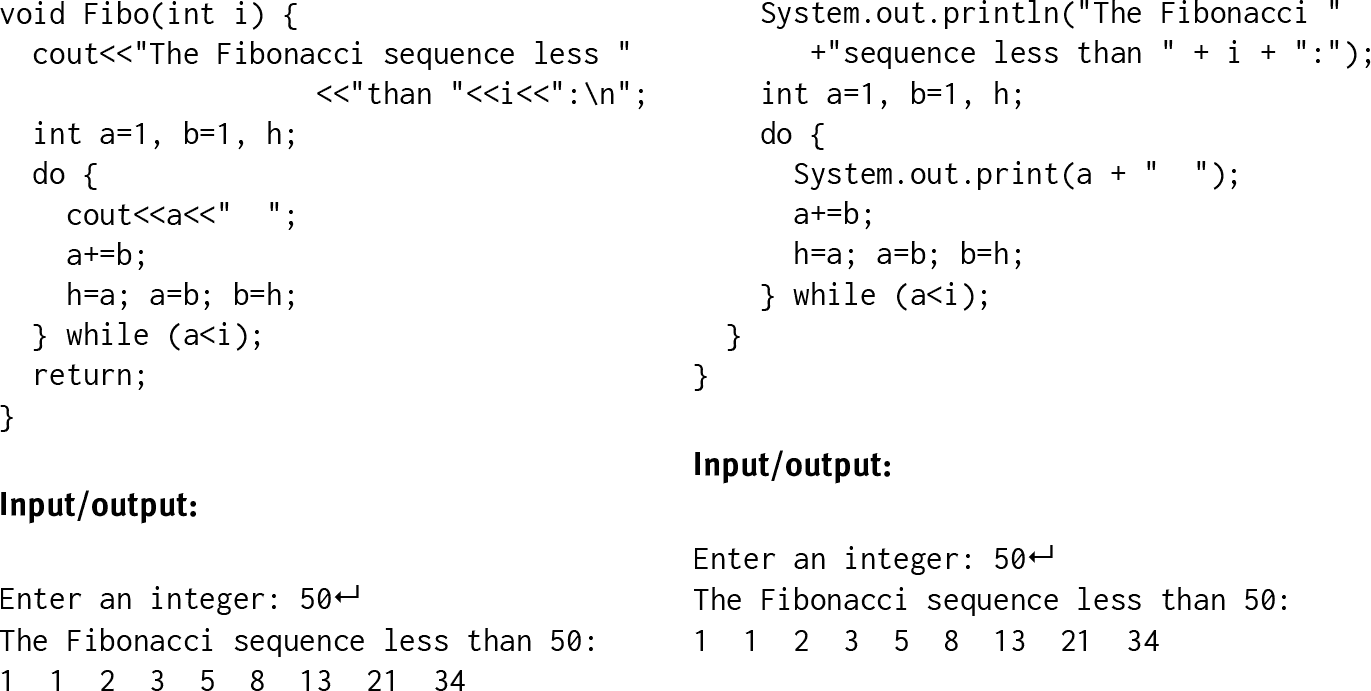 void Fibo(int i) {
  cout<<"The Fibonacci sequence less "
                   <<"than "<<i<<":\n";
  int a=1, b=1, h;
  do {
    cout<<a<<"  ";
    a+=b;
    h=a; a=b; b=h;
  } while (a<i);
  return;
}
Input/output:
Enter an integer: 50↵
The Fibonacci sequence less than 50:
1  1  2  3  5  8  13  21  34
    System.out.println("The Fibonacci "
       +"sequence less than " + i + ":");
    int a=1, b=1, h;
    do {
      System.out.print(a + "  ");
      a+=b;
      h=a; a=b; b=h;
    } while (a<i);
  }
}
Input/output:
Enter an integer: 50↵
The Fibonacci sequence less than 50:
1  1  2  3  5  8  13  21  34